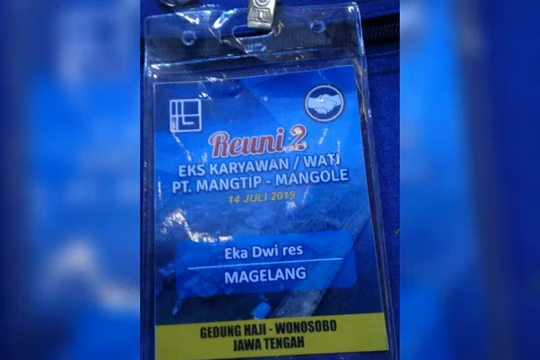 Reuni 2
EKS KARYAWAN / WATI
PT. MANGTIP - MANGOLE
14 JULI 2019
Eka Dwi res
MAGELANG
GEDUNG HAJI - WONOSOBO
JAWA TENGAH